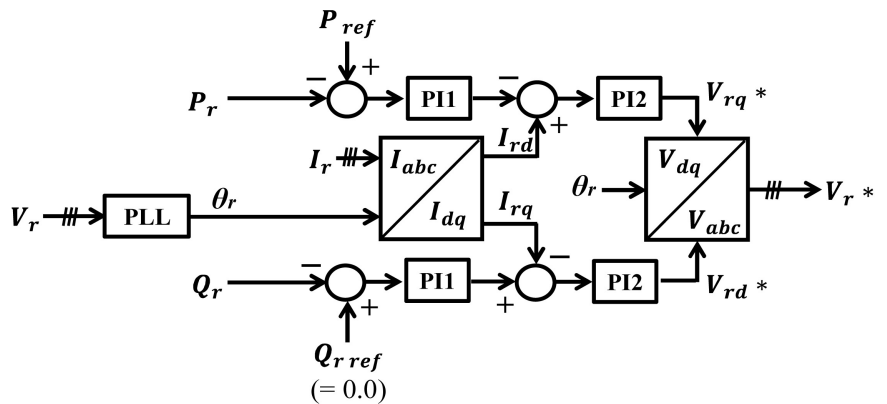 P ref
− + − +
P_r PI1 PI2 V_rq *
I_r I_abc I_rd V_dq
θ_r
V_r PLL θ_r I_dq I_rq V_abc V_r *
− + + −
Q_r PI1 PI2 V_rd *
Q_r ref
(= 0.0)